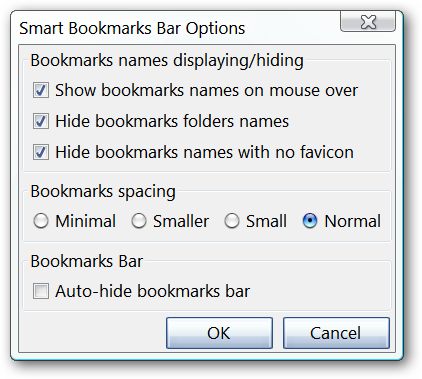 Smart Bookmarks Bar Options
Bookmarks names displaying/hiding
Show bookmarks names on mouse over
Hide bookmarks folders names
Hide bookmarks names with no favicon
Bookmarks spacing
Minimal Smaller Small Normal
Bookmarks Bar
Auto-hide bookmarks bar
OK Cancel